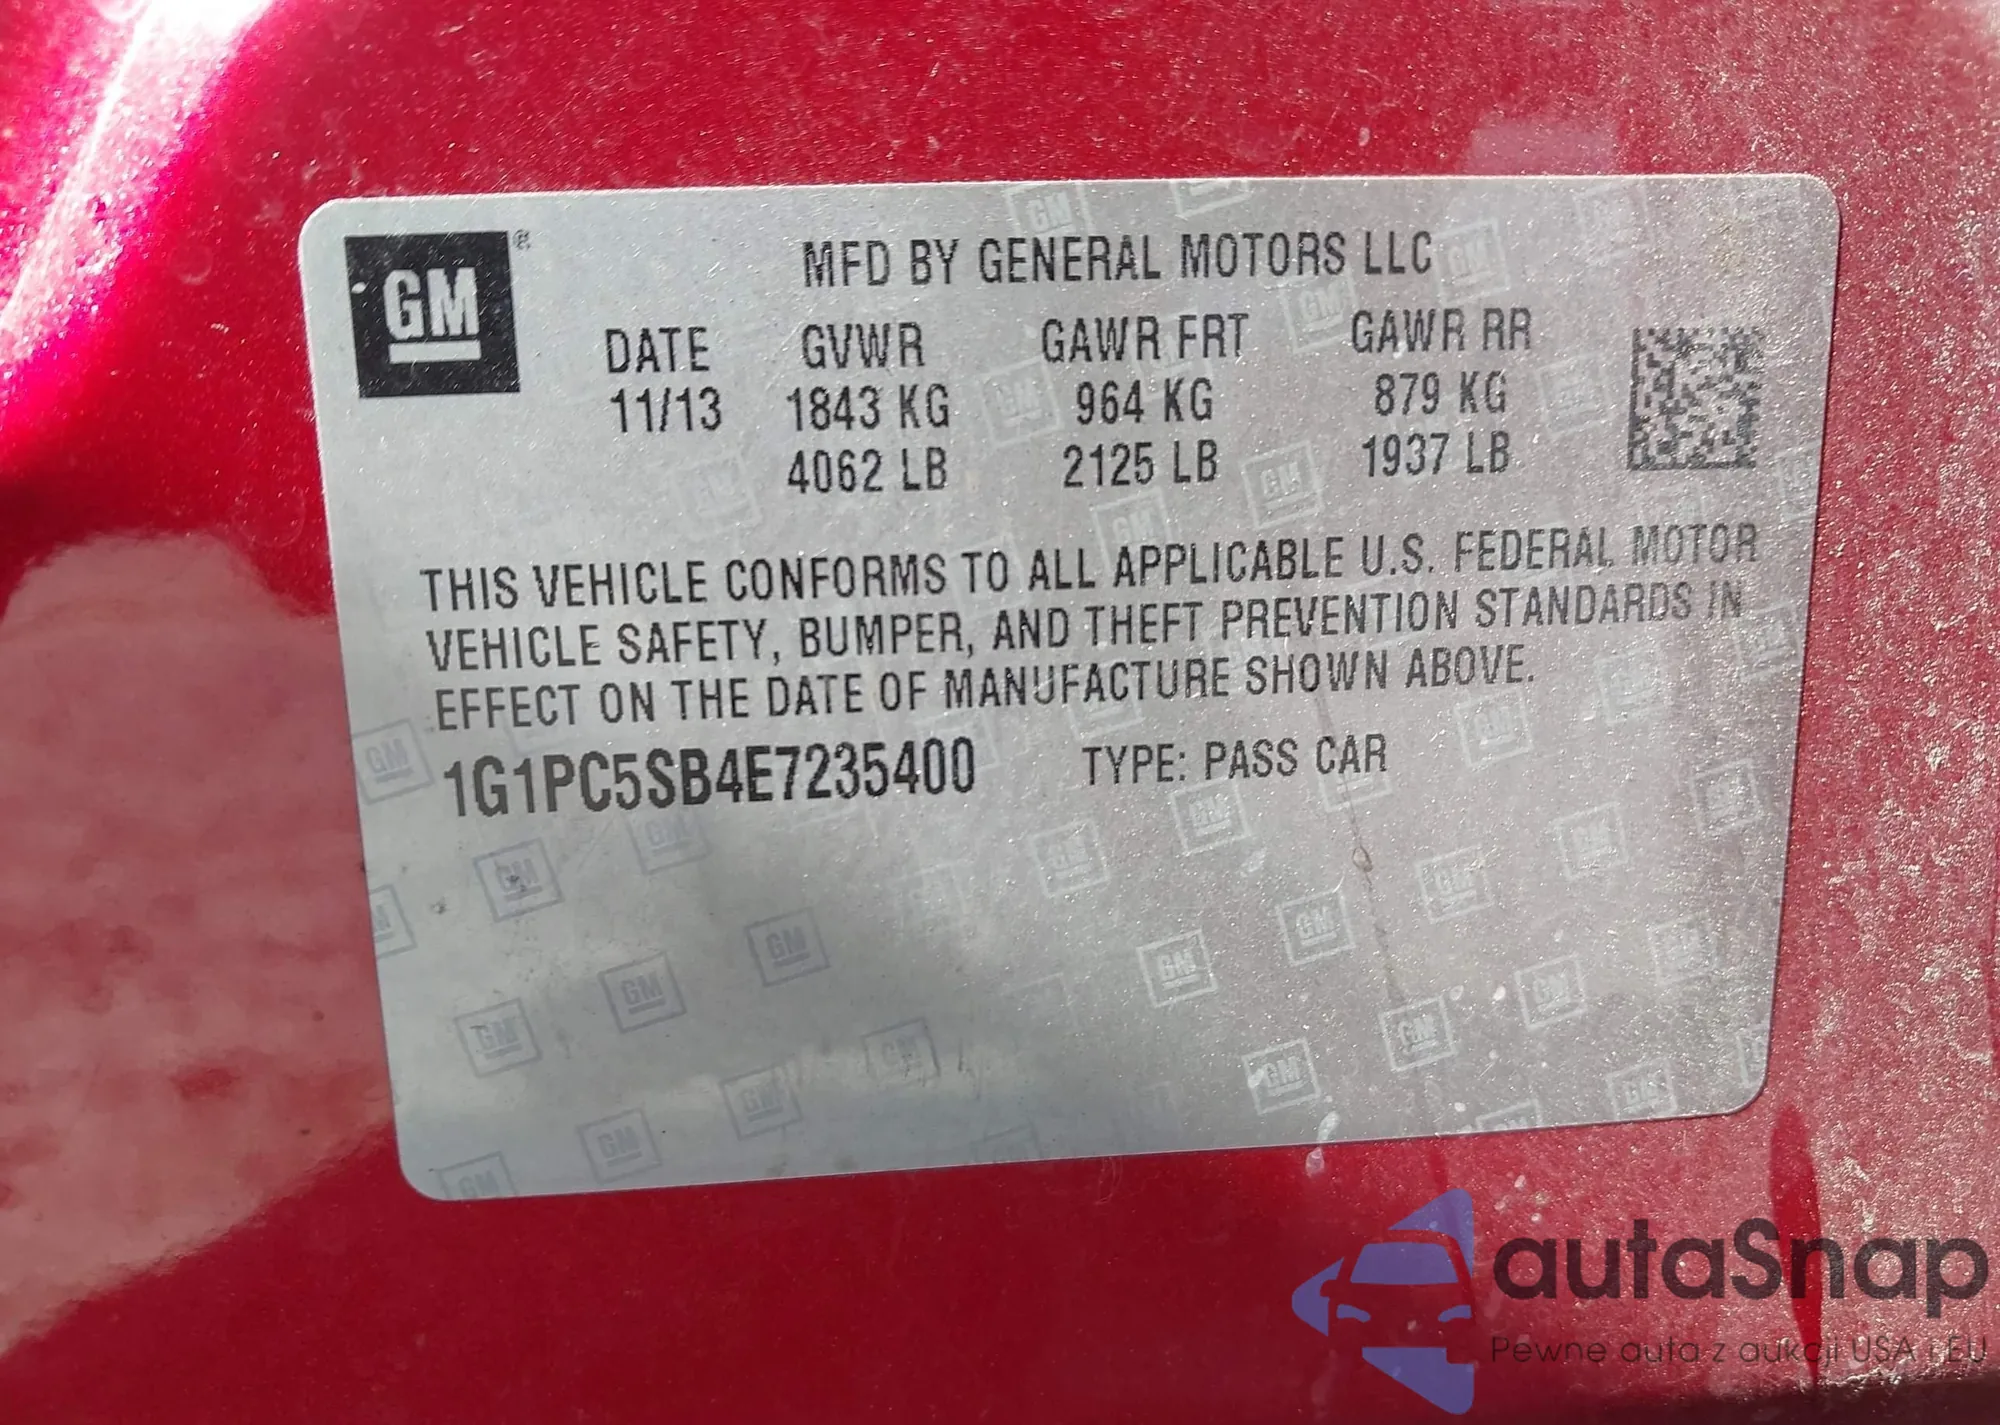 GM®
MFD BY GENERAL MOTORS LLC
DATE GVWR GAWR FRT GAWR RR
11/13 1843 KG 964 KG 879 KG
4062 LB 2125 LB 1937 LB
THIS VEHICLE CONFORMS TO ALL APPLICABLE U.S. FEDERAL MOTOR
VEHICLE SAFETY, BUMPER, AND THEFT PREVENTION STANDARDS IN
EFFECT ON THE DATE OF MANUFACTURE SHOWN ABOVE.
1G1PC5SB4E7235400 TYPE: PASS CAR
autaSnap
Pewne auta z aukcji USA i EU